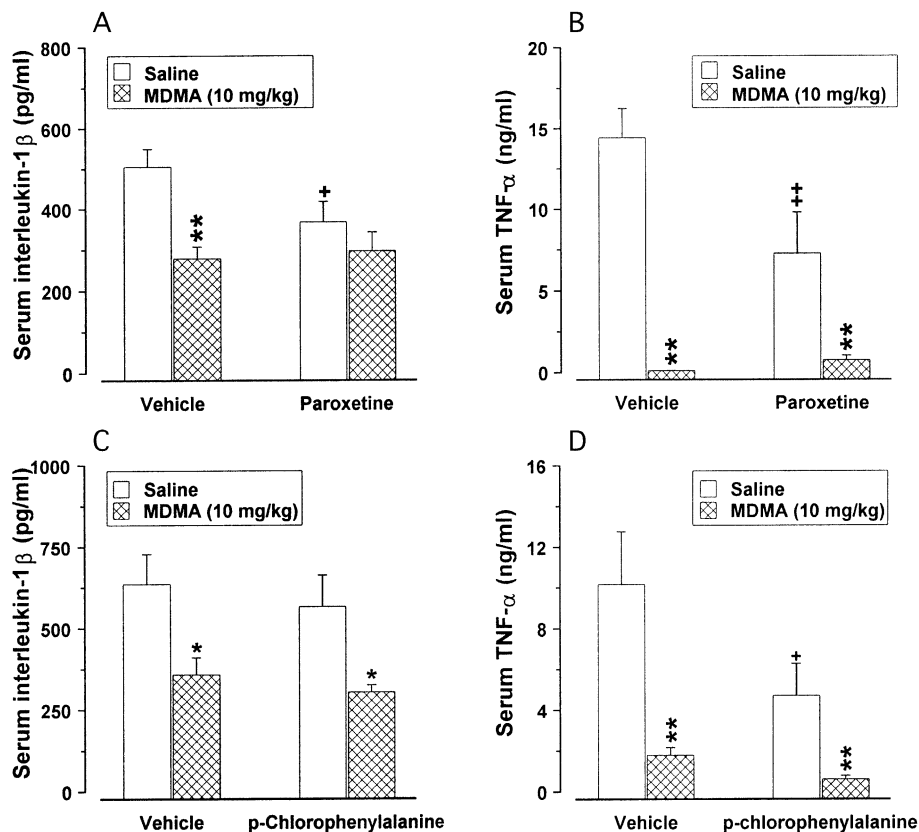 A
Serum interleukin-1β (pg/ml)
800
600
400
200
0
Saline
MDMA (10 mg/kg)
**
+
Vehicle
Paroxetine
B
Serum TNF-α (ng/ml)
20
15
10
5
0
Saline
MDMA (10 mg/kg)
**
++
**
Vehicle
Paroxetine
C
Serum interleukin-1β (pg/ml)
1000
750
500
250
0
Saline
MDMA (10 mg/kg)
*
*
Vehicle
p-Chlorophenylalanine
D
Serum TNF-α (ng/ml)
16
12
8
4
0
Saline
MDMA (10 mg/kg)
**
+
**
Vehicle
p-Chlorophenylalanine